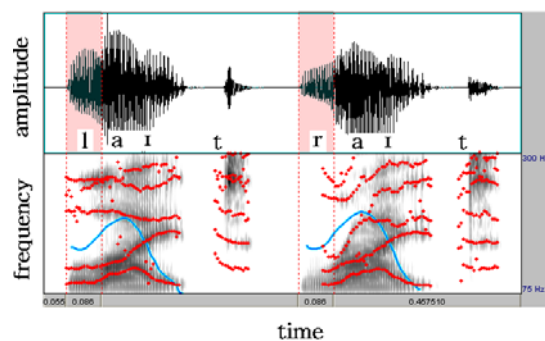 amplitude
l a ɪ t r a ɪ t
frequency
300 Hz
75 Hz
0.055 0.086 0.086 0.457510
time